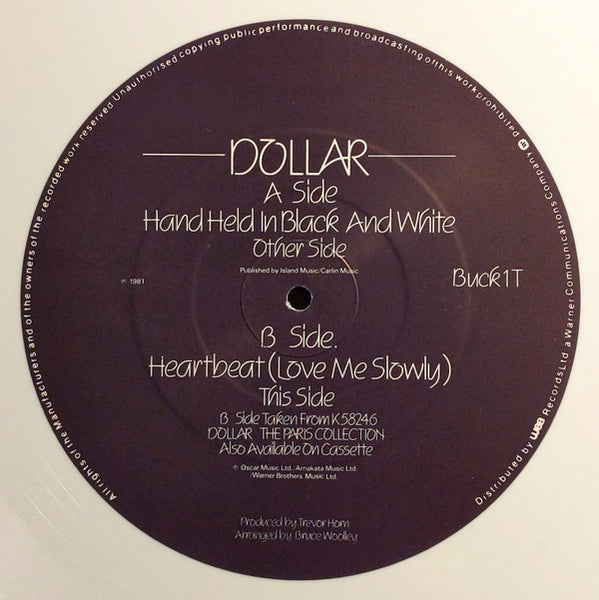 All rights of the Manufacturers and of the owners of the recorded work reserved Unauthorised copying public performance and broadcasting of this work prohibited
DOLLAR
A Side
Hand Held In Black And White
Other Side
Published by Island Music/Carlin Music
℗ 1981
Buck 1 T
B Side.
Heartbeat (Love Me Slowly)
This Side
B Side Taken From K 58246
DOLLAR THE PARIS COLLECTION
Also Available On Cassette
℗ Oscar Music Ltd./Arnakata Music Ltd.
/Warner Brothers Music Ltd.
Produced by Trevor Horn
Arranged by Bruce Woolley
Distributed by wea Records Ltd a Warner Communications Company